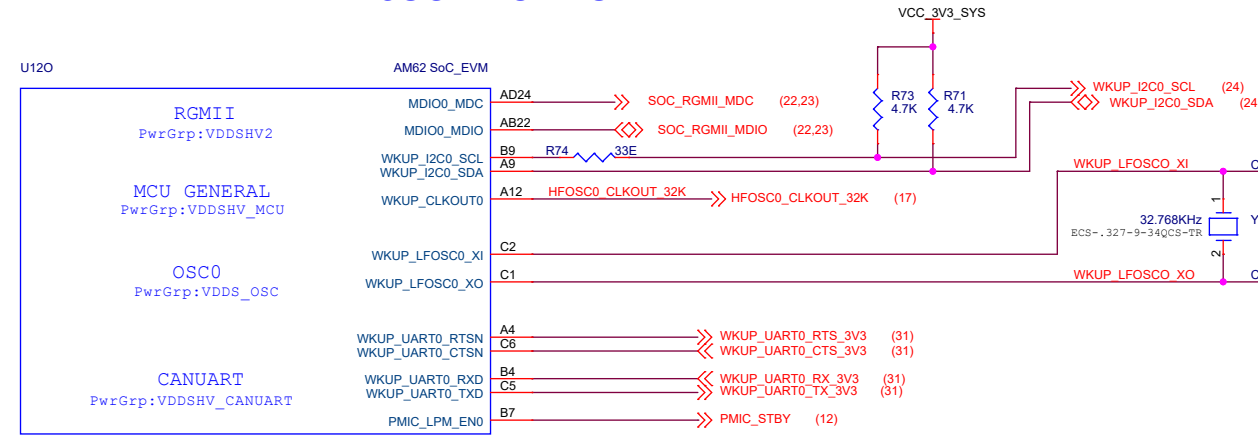 VCC_3V3_SYS
U12O AM62 SoC_EVM
RGMII
PwrGrp:VDDSHV2
MCU GENERAL
PwrGrp:VDDSHV_MCU
OSC0
PwrGrp:VDDS_OSC
CANUART
PwrGrp:VDDSHV_CANUART
MDIO0_MDC AD24 SOC_RGMII_MDC (22,23)
MDIO0_MDIO AB22 SOC_RGMII_MDIO (22,23)
WKUP_I2C0_SCL B9 R74 33E
WKUP_I2C0_SDA A9
R73 4.7K
R71 4.7K
WKUP_I2C0_SCL (24)
WKUP_I2C0_SDA (24
WKUP_CLKOUT0 A12 HFOSC0_CLKOUT_32K HFOSC0_CLKOUT_32K (17)
WKUP_LFOSC0_XI C2 WKUP_LFOSCO_XI C
1
32.768KHz Y
ECS-.327-9-34QCS-TR
2
WKUP_LFOSC0_XO C1 WKUP_LFOSCO_XO C
WKUP_UART0_RTSN A4 WKUP_UART0_RTS_3V3 (31)
WKUP_UART0_CTSN C6 WKUP_UART0_CTS_3V3 (31)
WKUP_UART0_RXD B4 WKUP_UART0_RX_3V3 (31)
WKUP_UART0_TXD C5 WKUP_UART0_TX_3V3 (31)
PMIC_LPM_EN0 B7 PMIC_STBY (12)